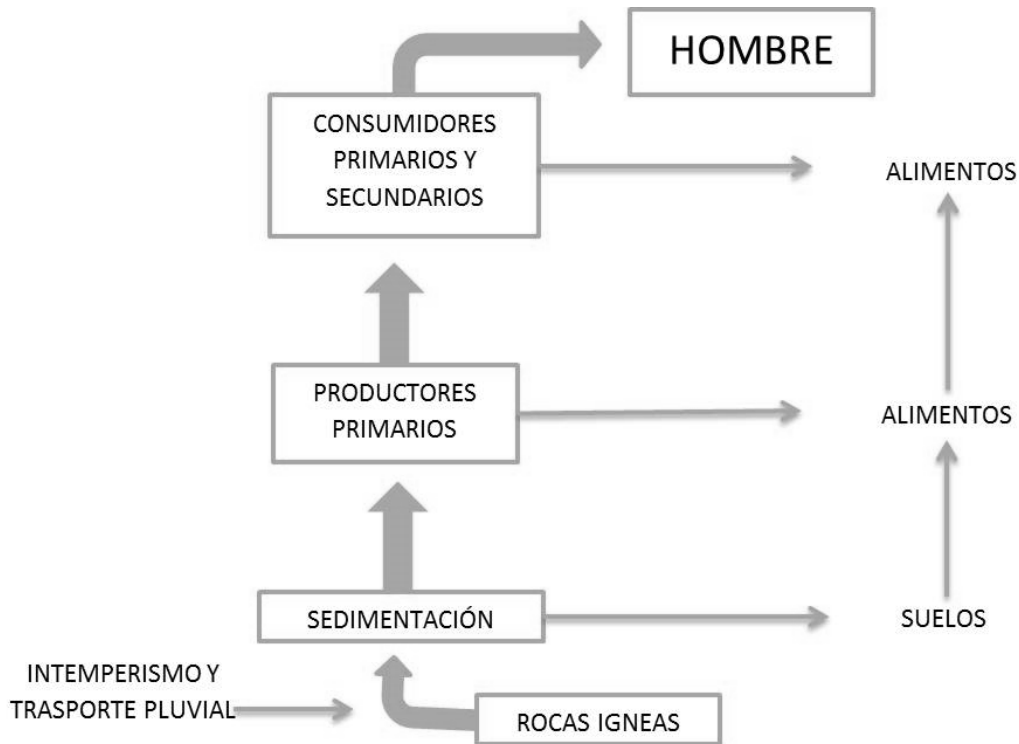 HOMBRE
CONSUMIDORES
PRIMARIOS Y
SECUNDARIOS
ALIMENTOS
PRODUCTORES
PRIMARIOS
ALIMENTOS
SEDIMENTACIÓN
SUELOS
INTEMPERISMO Y
TRASPORTE PLUVIAL
ROCAS IGNEAS